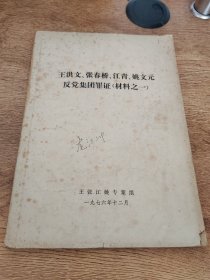 王洪文、张春桥、江青、姚文元
反党集团罪证（材料之一）
王张江姚专案组
一九七六年十二月